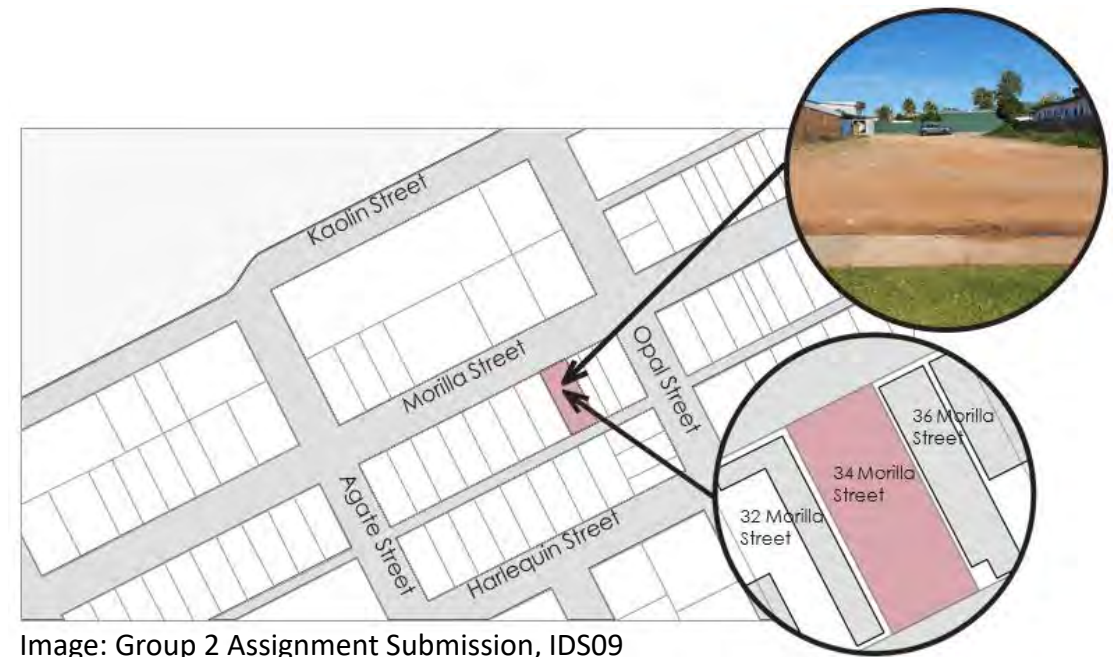 Kaolin Street
Morilla Street
Opal Street
Agate Street
Harlequin Street
36 Morilla
Street
34 Morilla
Street
32 Morilla
Street
Image: Group 2 Assignment Submission, IDS09